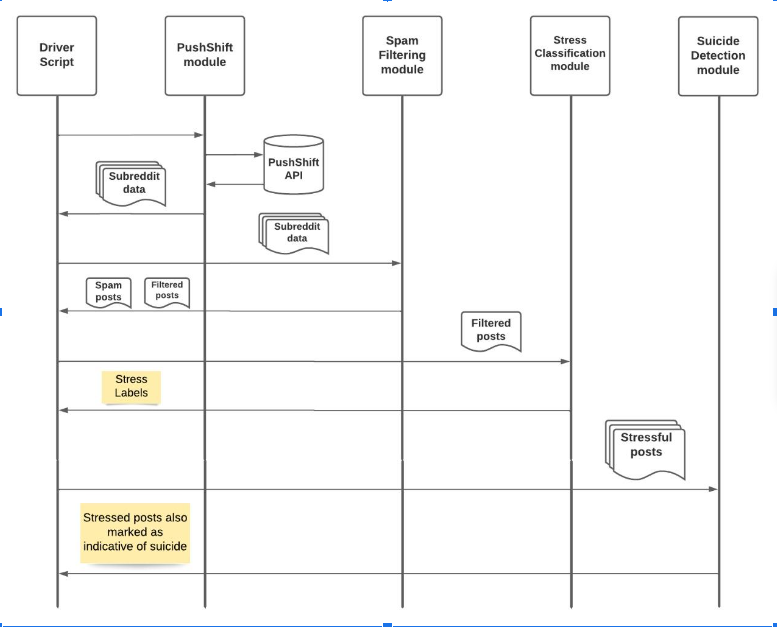 Driver
Script
PushShift
module
Spam
Filtering
module
Stress
Classification
module
Suicide
Detection
module
PushShift
API
Subreddit
data
Subreddit
data
Spam
posts
Filtered
posts
Filtered
posts
Stress
Labels
Stressful
posts
Stressed posts also
marked as
indicative of suicide